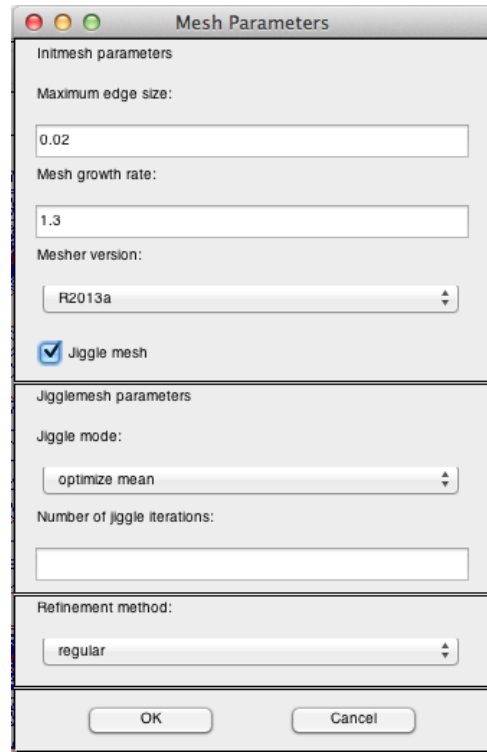 Mesh Parameters
Initmesh parameters
Maximum edge size:
0.02
Mesh growth rate:
1.3
Mesher version:
R2013a
Jiggle mesh
Jigglemesh parameters
Jiggle mode:
optimize mean
Number of jiggle iterations:
Refinement method:
regular
OK Cancel